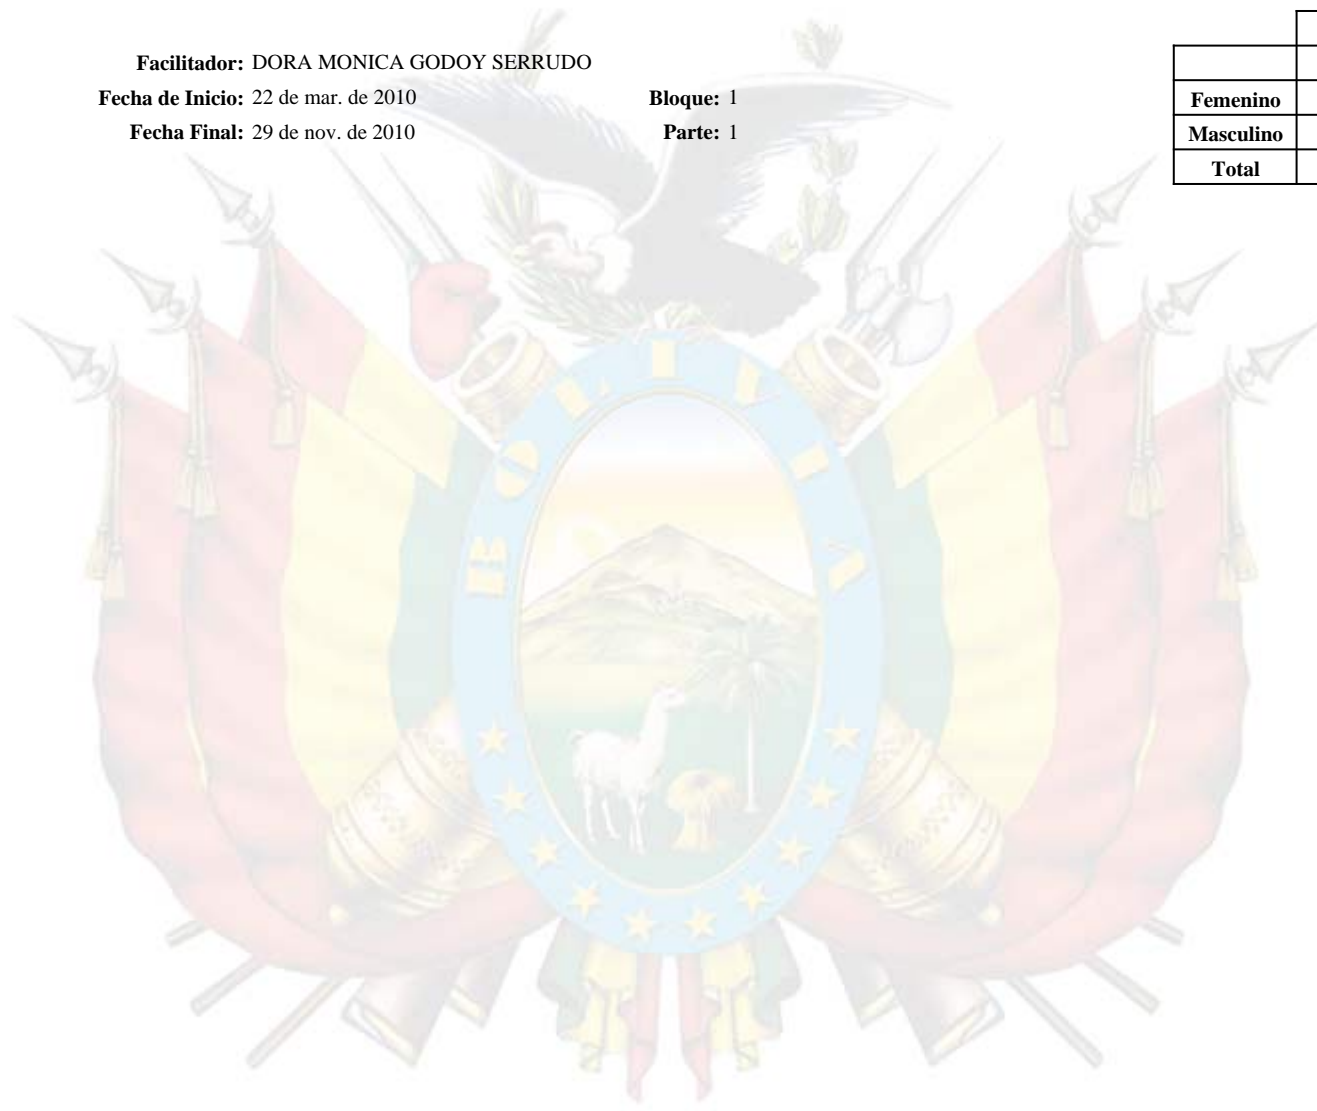 Facilitador: DORA MONICA GODOY SERRUDO
Fecha de Inicio: 22 de mar. de 2010 Bloque: 1
Fecha Final: 29 de nov. de 2010 Parte: 1
Femenino
Masculino
Total
BOLIVIA